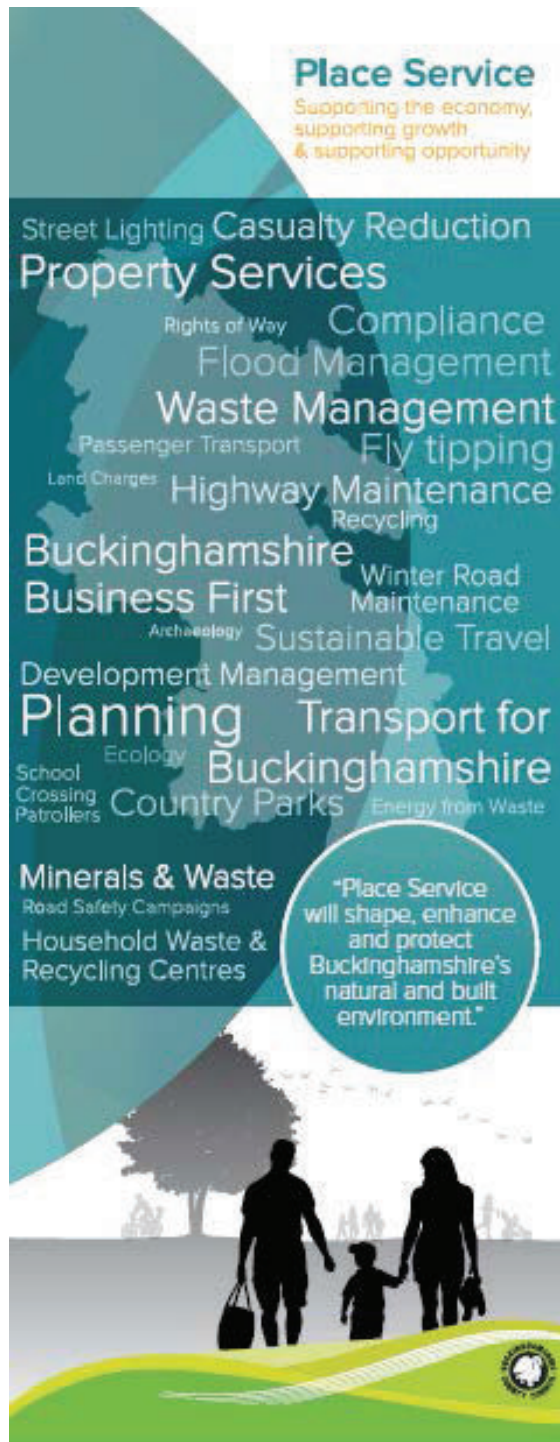 Place Service
Supporting the economy,
supporting growth
& supporting opportunity
Street Lighting Casualty Reduction
Property Services
Rights of Way Compliance
Flood Management
Waste Management
Passenger Transport Fly tipping
Land Charges Highway Maintenance
Recycling
Buckinghamshire
Business First
Winter Road
Maintenance
Archaeology Sustainable Travel
Development Management
Planning Transport for
Buckinghamshire
Ecology
School
Crossing
Patrollers
Country Parks Energy from Waste
Minerals & Waste
Road Safety Campaigns
Household Waste &
Recycling Centres
"Place Service
will shape, enhance
and protect
Buckinghamshire's
natural and built
environment."
BUCKINGHAMSHIRE
COUNTY COUNCIL